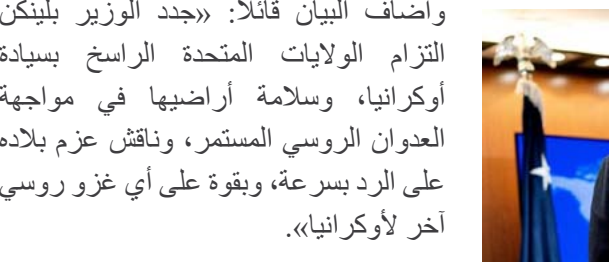 وأضاف البيان قائلاً: «جدد الوزير بلينكن
التزام الولايات المتحدة الراسخ بسيادة
أوكرانيا، وسلامة أراضيها في مواجهة
العدوان الروسي المستمر، وناقش عزم بلاده
على الرد بسرعة، وبقوة على أي غزو روسي
آخر لأوكرانيا».